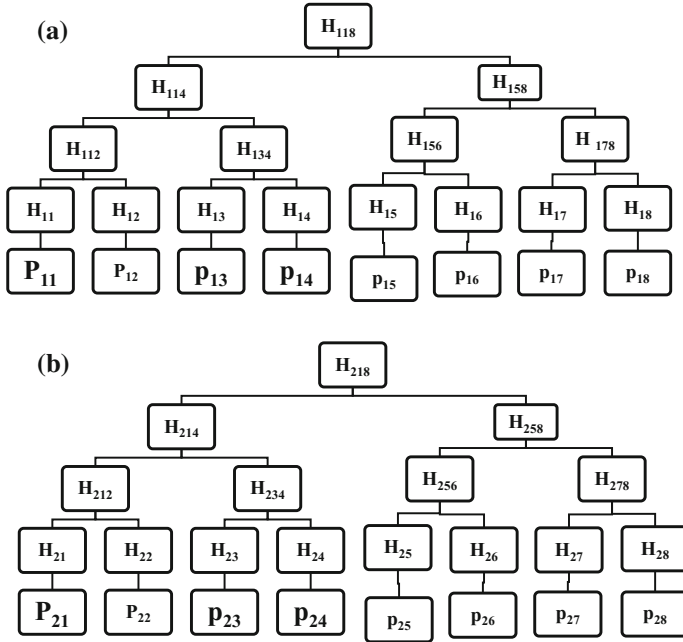 (a)
H₁₁₈
H₁₁₄ H₁₅₈
H₁₁₂ H₁₃₄ H₁₅₆ H ₁₇₈
H₁₁ H₁₂ H₁₃ H₁₄ H₁₅ H₁₆ H₁₇ H₁₈
P₁₁ P₁₂ p₁₃ p₁₄ p₁₅ p₁₆ p₁₇ p₁₈
(b)
H₂₁₈
H₂₁₄ H₂₅₈
H₂₁₂ H₂₃₄ H₂₅₆ H₂₇₈
H₂₁ H₂₂ H₂₃ H₂₄ H₂₅ H₂₆ H₂₇ H₂₈
P₂₁ P₂₂ p₂₃ p₂₄ p₂₅ p₂₆ p₂₇ p₂₈